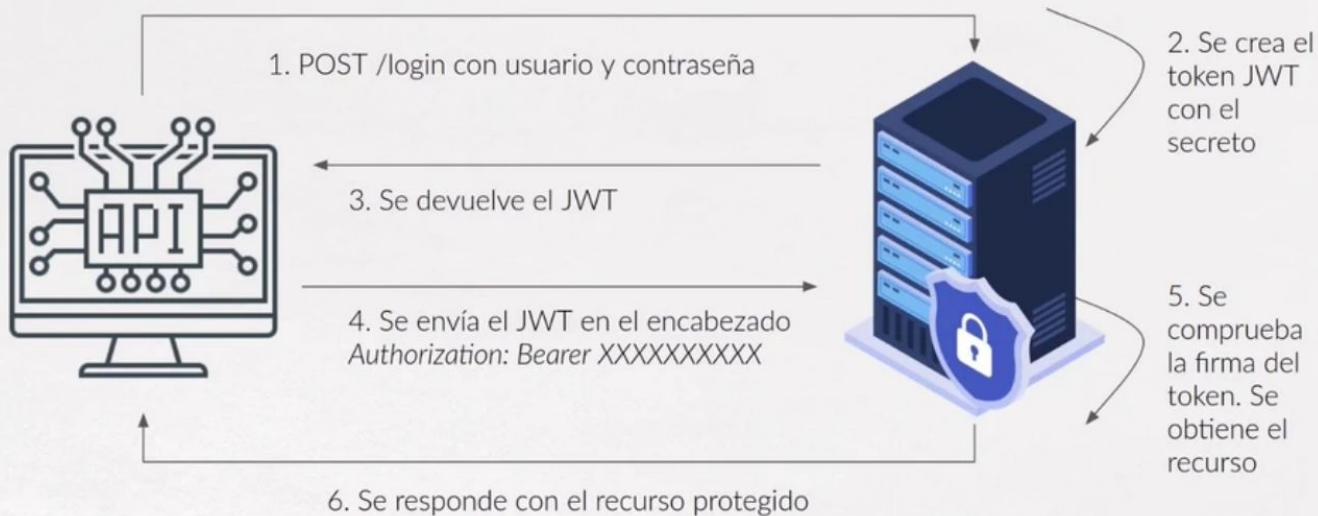 1. POST /login con usuario y contraseña
2. Se crea el
token JWT
con el
secreto
API
3. Se devuelve el JWT
4. Se envía el JWT en el encabezado
Authorization: Bearer XXXXXXXXXX
5. Se
comprueba
la firma del
token. Se
obtiene el
recurso
6. Se responde con el recurso protegido